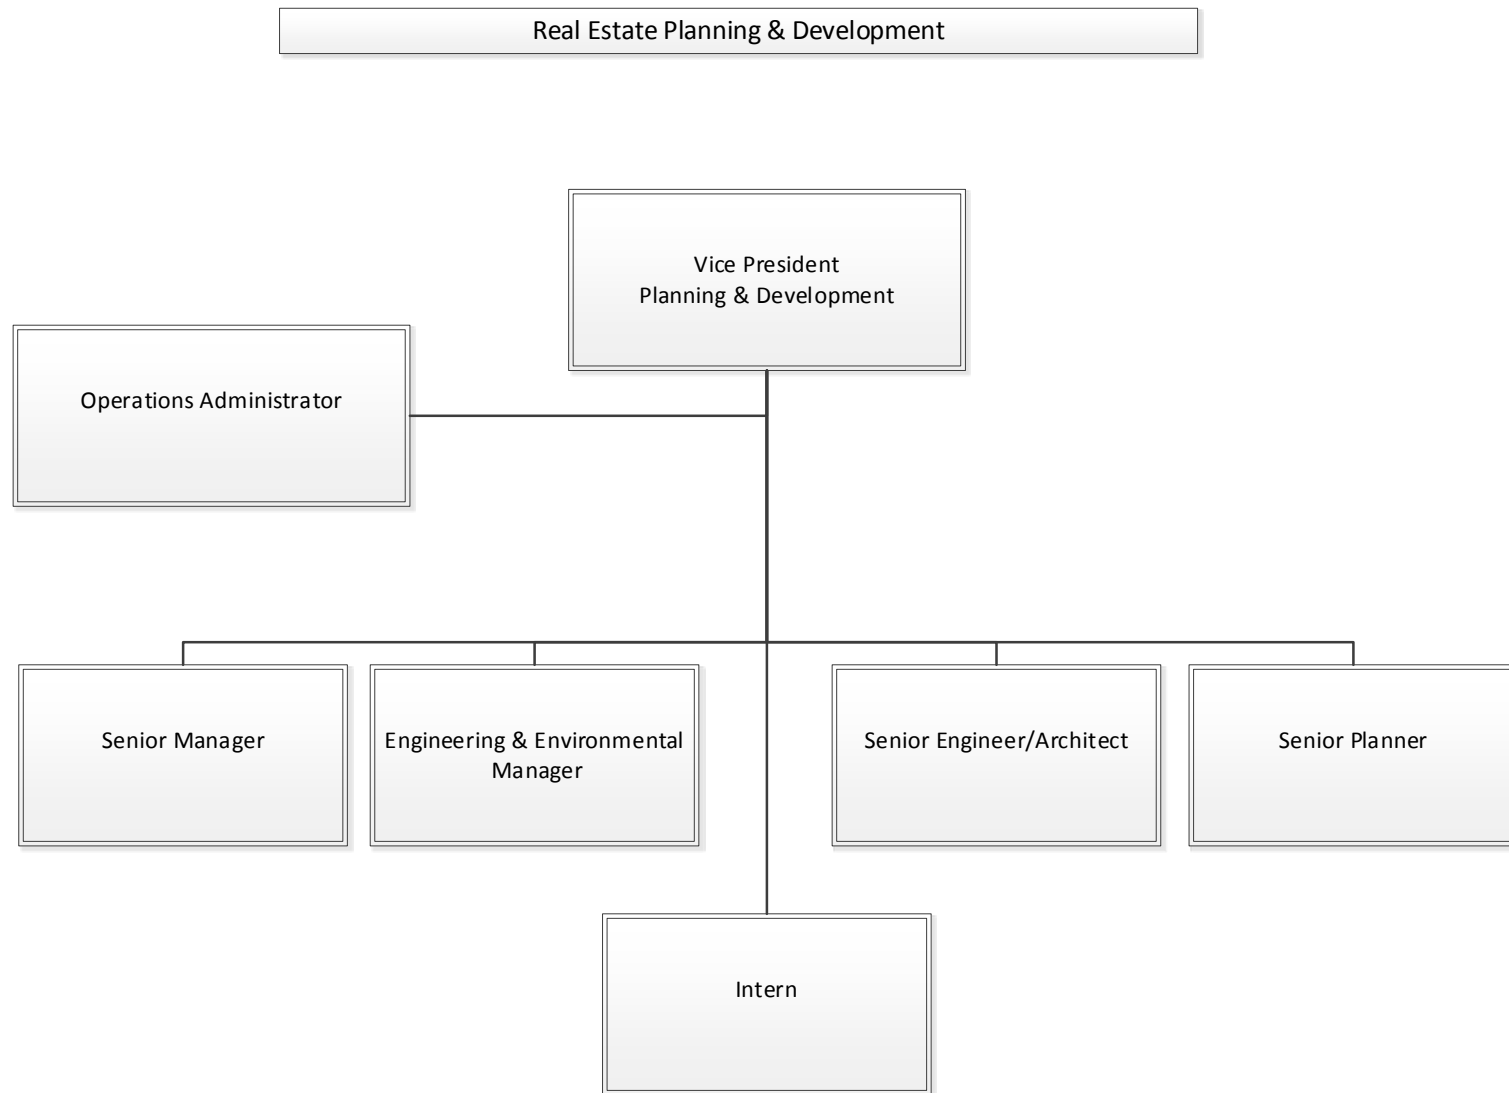 Real Estate Planning & Development
Vice President
Planning & Development
Operations Administrator
Senior Manager
Engineering & Environmental
Manager
Senior Engineer/Architect
Senior Planner
Intern